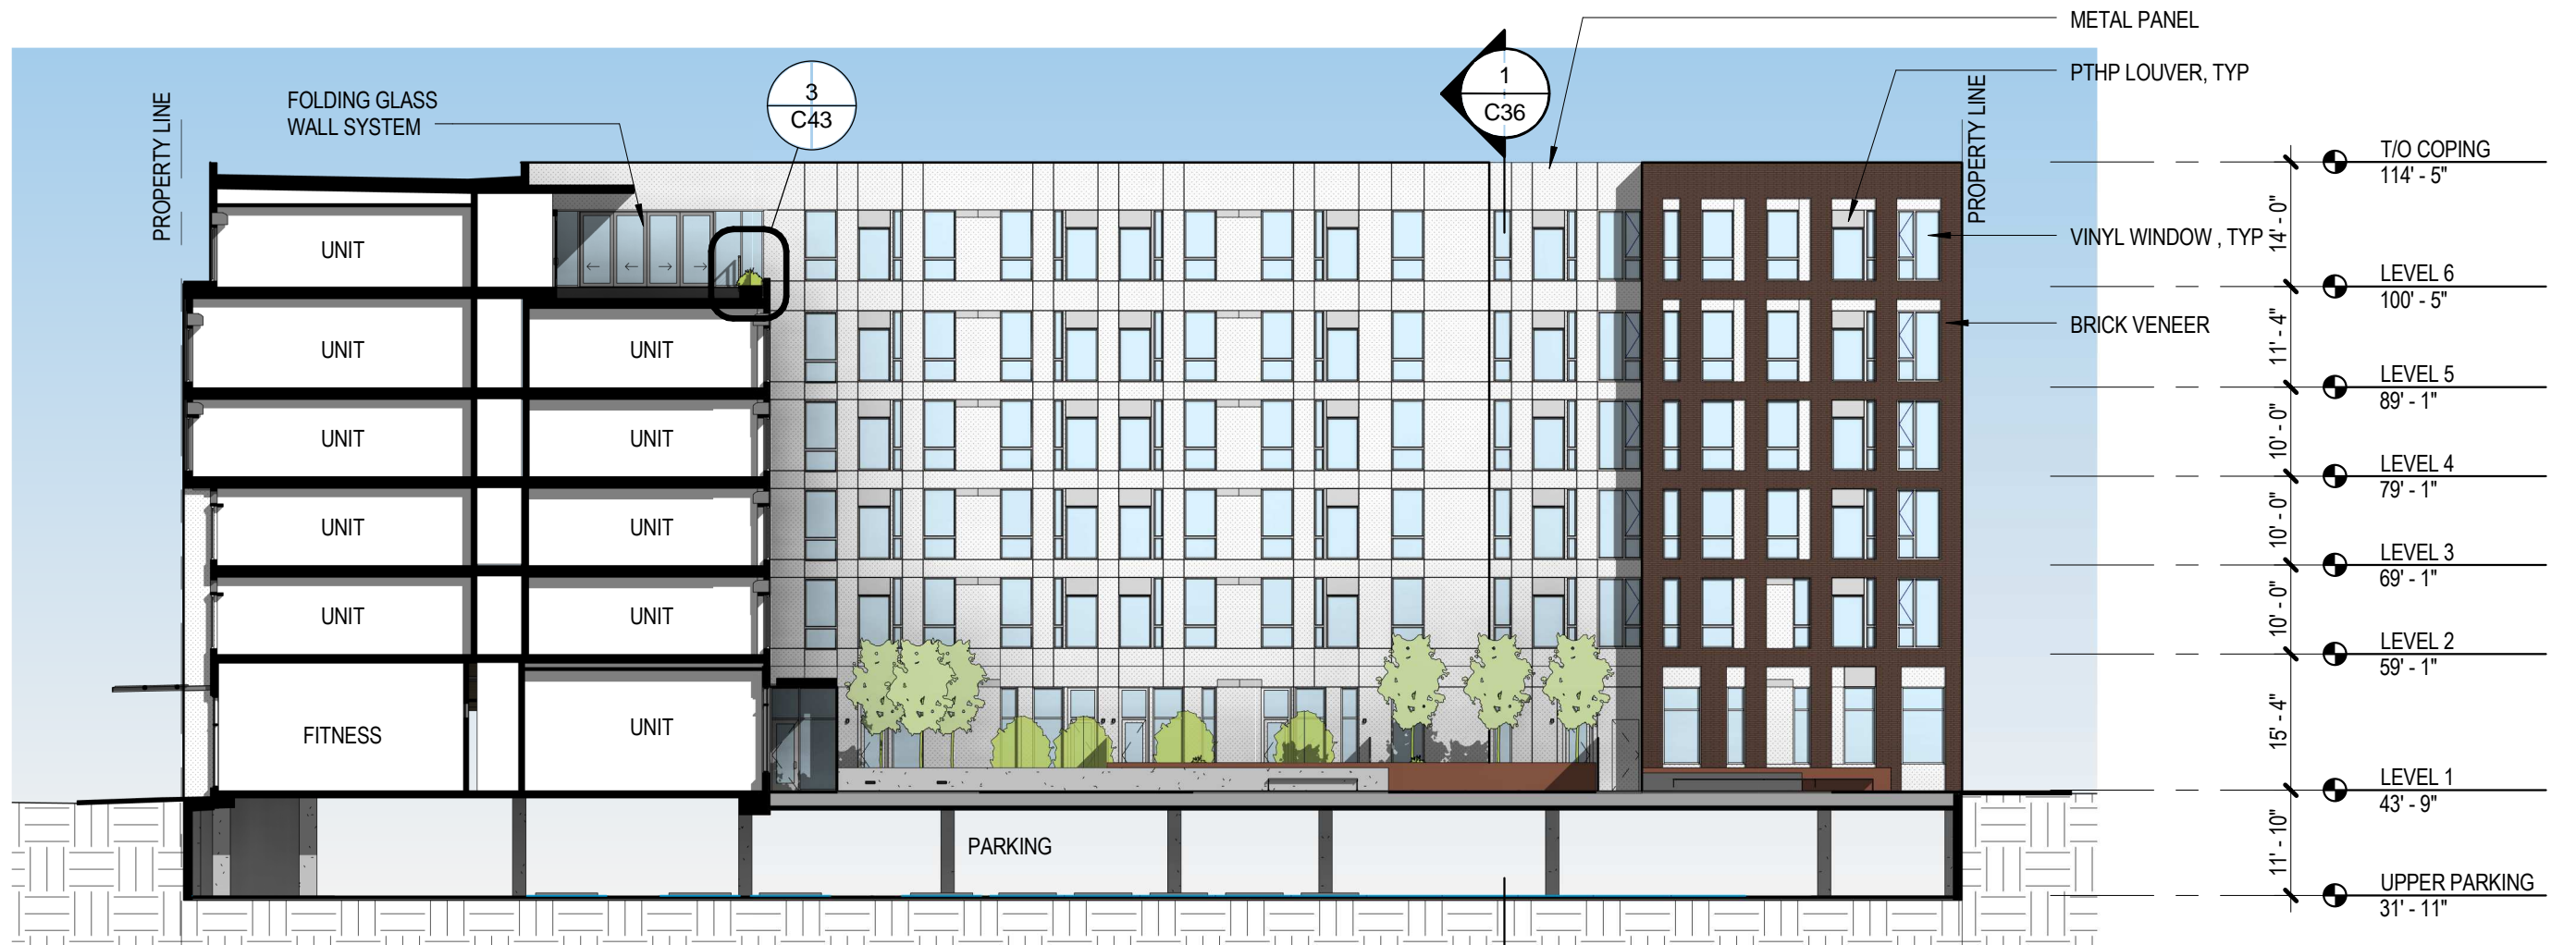 METAL PANEL
PTHP LOUVER, TYP
PROPERTY LINE
FOLDING GLASS
WALL SYSTEM
3
C43
1
C36
PROPERTY LINE
T/O COPING
114' - 5"
14' - 0"
VINYL WINDOW , TYP
LEVEL 6
100' - 5"
11' - 4"
BRICK VENEER
LEVEL 5
89' - 1"
10' - 0"
LEVEL 4
79' - 1"
10' - 0"
LEVEL 3
69' - 1"
10' - 0"
LEVEL 2
59' - 1"
15' - 4"
LEVEL 1
43' - 9"
11' - 10"
UPPER PARKING
31' - 11"
UNIT
UNIT
UNIT
UNIT
UNIT
UNIT
UNIT
UNIT
UNIT
FITNESS
UNIT
PARKING